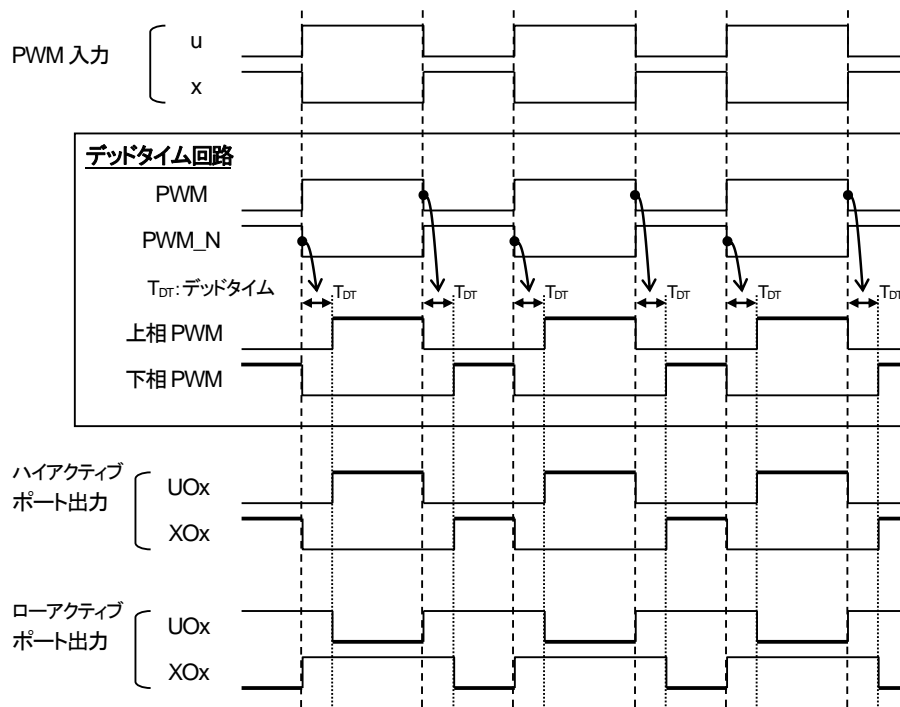 PWM 入力
u
x
デッドタイム回路
PWM
PWM_N
TDT:デッドタイム
TDT TDT TDT TDT TDT TDT
上相 PWM
下相 PWM
ハイアクティブ
ポート出力
UOx
XOx
ローアクティブ
ポート出力
UOx
XOx